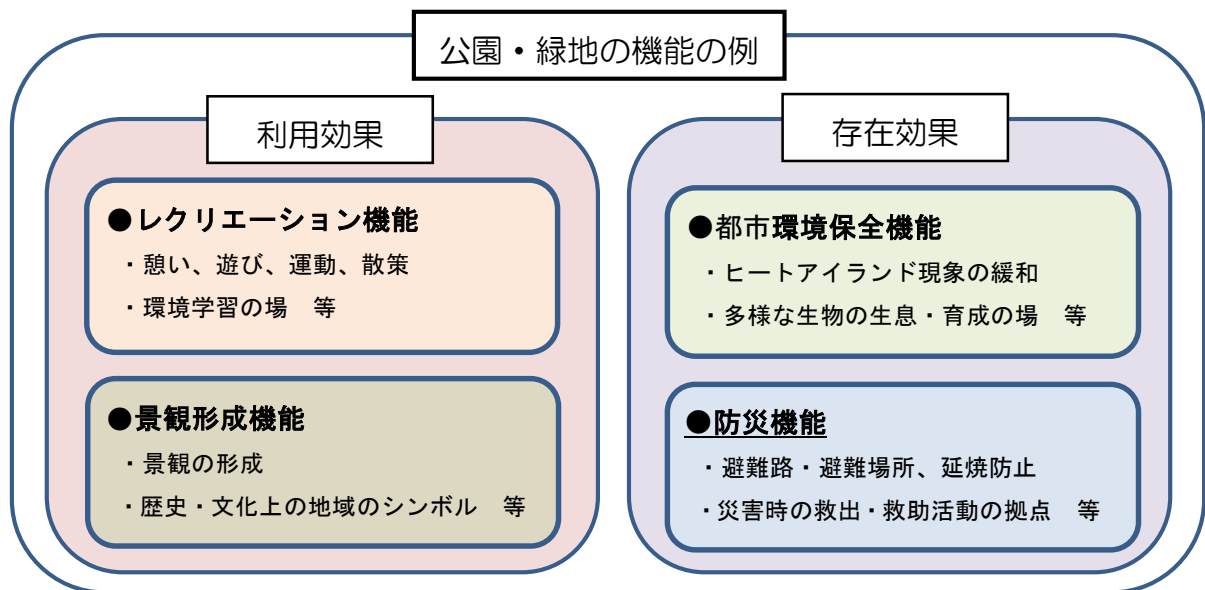 公園・緑地の機能の例
利用効果
●レクリエーション機能
・憩い、遊び、運動、散策
・環境学習の場　等
●景観形成機能
・景観の形成
・歴史・文化上の地域のシンボル　等
存在効果
●都市環境保全機能
・ヒートアイランド現象の緩和
・多様な生物の生息・育成の場　等
●防災機能
・避難路・避難場所、延焼防止
・災害時の救出・救助活動の拠点　等